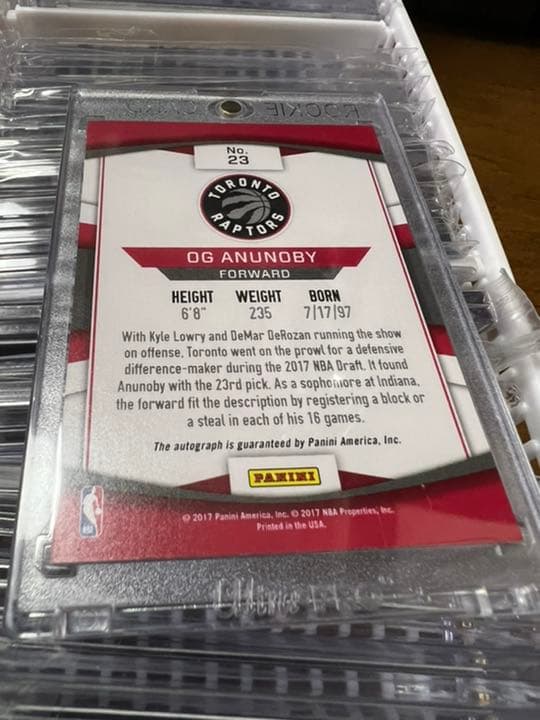 ROOKIE CARD
No.
23
TORONTO
RAPTORS
OG ANUNOBY
FORWARD
HEIGHT WEIGHT BORN
6'8" 235 7|17|97
With Kyle Lowry and DeMar DeRozan running the show
on offense, Toronto went on the prowl for a defensive
difference-maker during the 2017 NBA Draft. It found
Anunoby with the 23rd pick. As a sophomore at Indiana,
the forward fit the description by registering a block or
a steal in each of his 16 games.
The autograph is guaranteed by Panini America, Inc.
PANINI
© 2017 Panini America, Inc. © 2017 NBA Properties, Inc.
Printed in the USA.